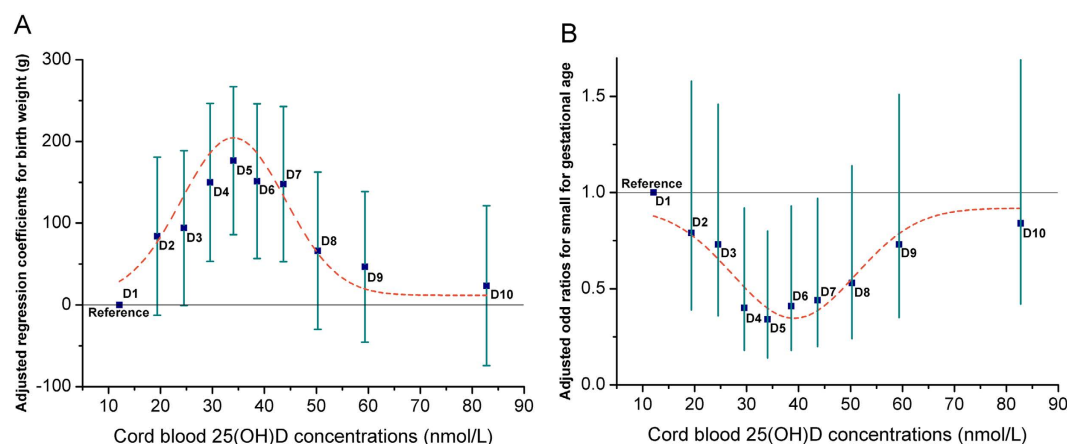 A
Adjusted regression coefficients for birth weight (g)
300
200
100
0
-100
D1
Reference
D2
D3
D4
D5
D6
D7
D8
D9
D10
10 20 30 40 50 60 70 80 90
Cord blood 25(OH)D concentrations (nmol/L)
B
Adjusted odd ratios for small for gestational age
1.5
1.0
0.5
0.0
Reference
D1
D2
D3
D4
D5
D6
D7
D8
D9
D10
10 20 30 40 50 60 70 80 90
Cord blood 25(OH)D concentrations (nmol/L)